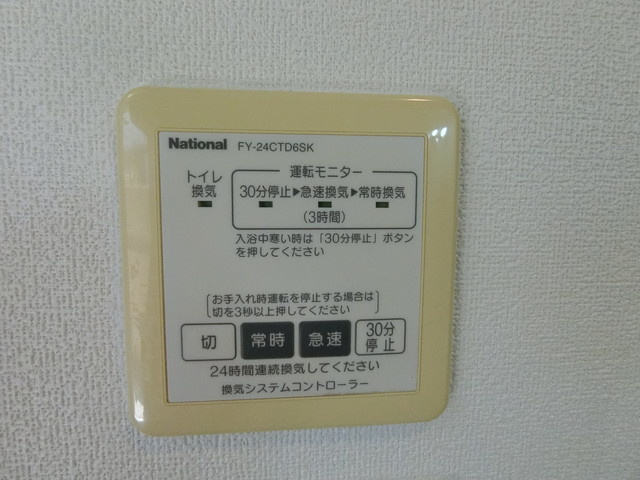 National FY-24CTD6SK
運転モニター
トイレ
換気
30分停止▶急速換気▶常時換気
(3時間)
入浴中寒い時は「30分停止」ボタン
を押してください
お手入れ時運転を停止する場合は
切を3秒以上押してください
切 常時 急速 30分
停止
24時間連続換気してください
換気システムコントローラー